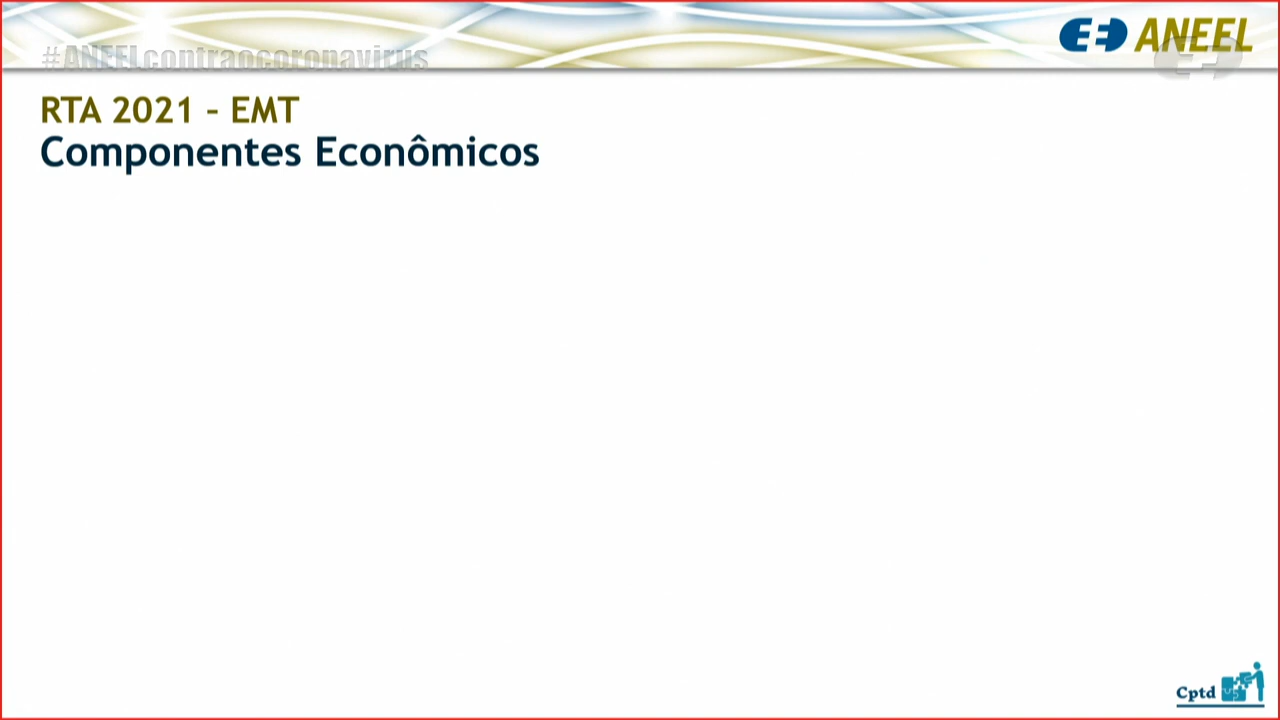 #ANEELcontraocoronavirus
ANEEL
RTA 2021 – EMT
Componentes Econômicos
Cptd